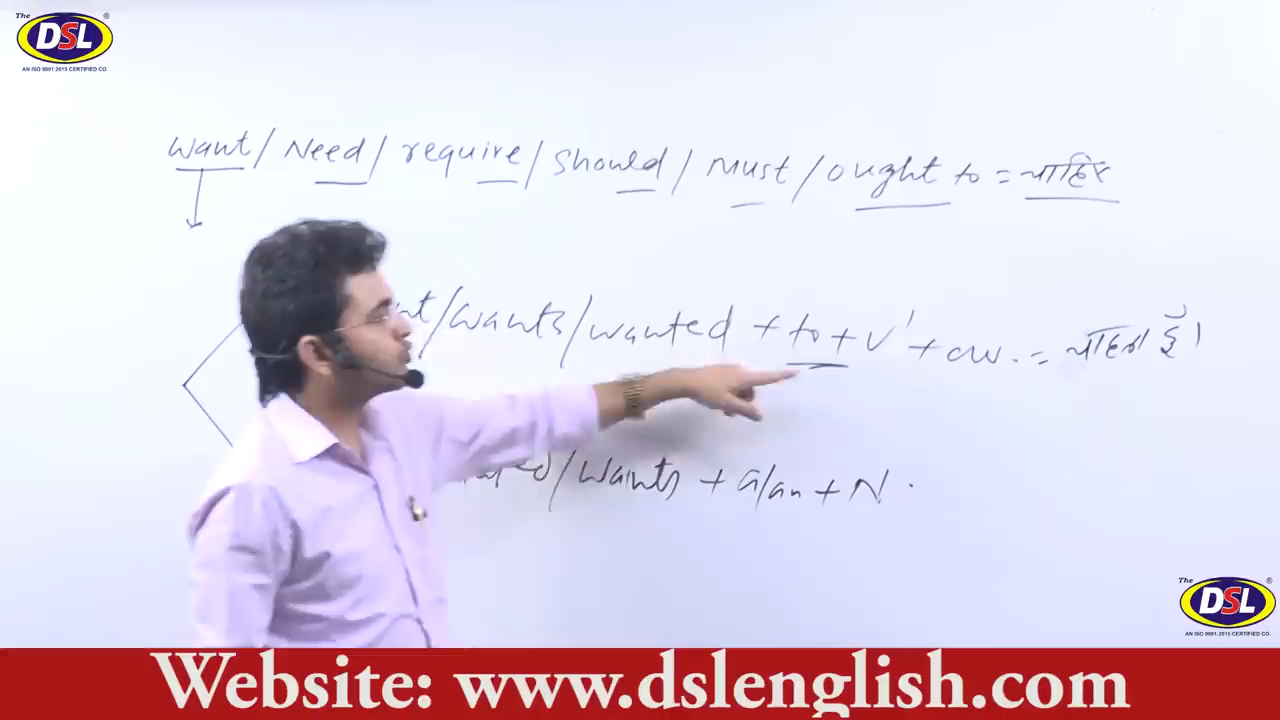 The DSL ®
AN ISO 9001:2015 CERTIFIED CO.
Want / Need / require / Should / Must / ought to = चाहिए
nt/wants/wanted + to + V¹ + ow. = चाहता हूँ।
/wants + a/an + N.
The DSL ®
AN ISO 9001:2015 CERTIFIED CO.
Website: www.dslenglish.com